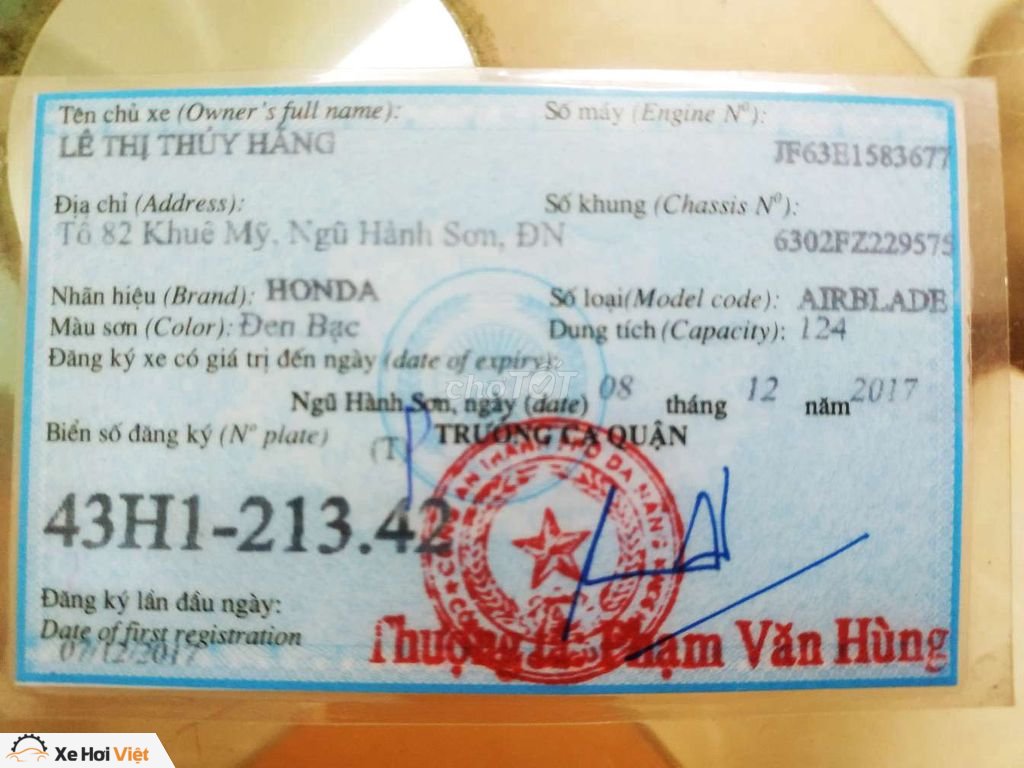 Tên chủ xe (Owner's full name):
LÊ THỊ THÚY HẰNG
Số máy (Engine Nº):
JF63E1583677
Địa chỉ (Address):
Tổ 82 Khuê Mỹ, Ngũ Hành Sơn, ĐN
Số khung (Chassis Nº):
6302FZ229575
Nhãn hiệu (Brand): HONDA
Số loại(Model code): AIRBLADE
Màu sơn (Color): Đen Bạc
Dung tích (Capacity): 124
Đăng ký xe có giá trị đến ngày (date of expiry):
chợTỐT
Ngũ Hành Sơn, ngày (date) 08 tháng 12 năm 2017
Biển số đăng ký (Nº plate)
TRƯỞNG CA QUẬN
43H1-213.42
Đăng ký lần đầu ngày:
Date of first registration
07/12/2017
Phạm Văn Hùng
Xe Hơi Việt